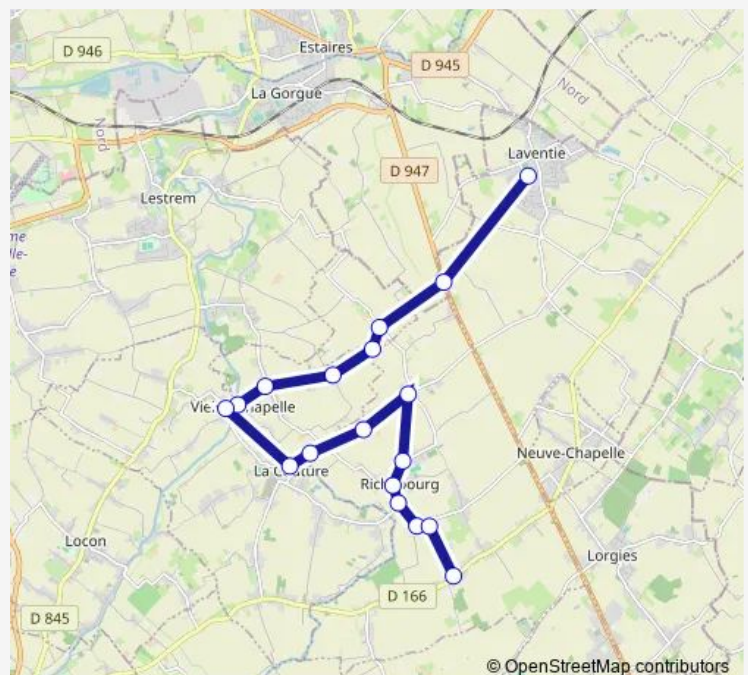 Estaires
D 946
D 945
La Gorgue
Nord
Nord
Laventie
D 947
Lestrem
La Couture
Neuve-Chapelle
Locon
Lorgies
D 166
D 845
© OpenStreetMap contributors